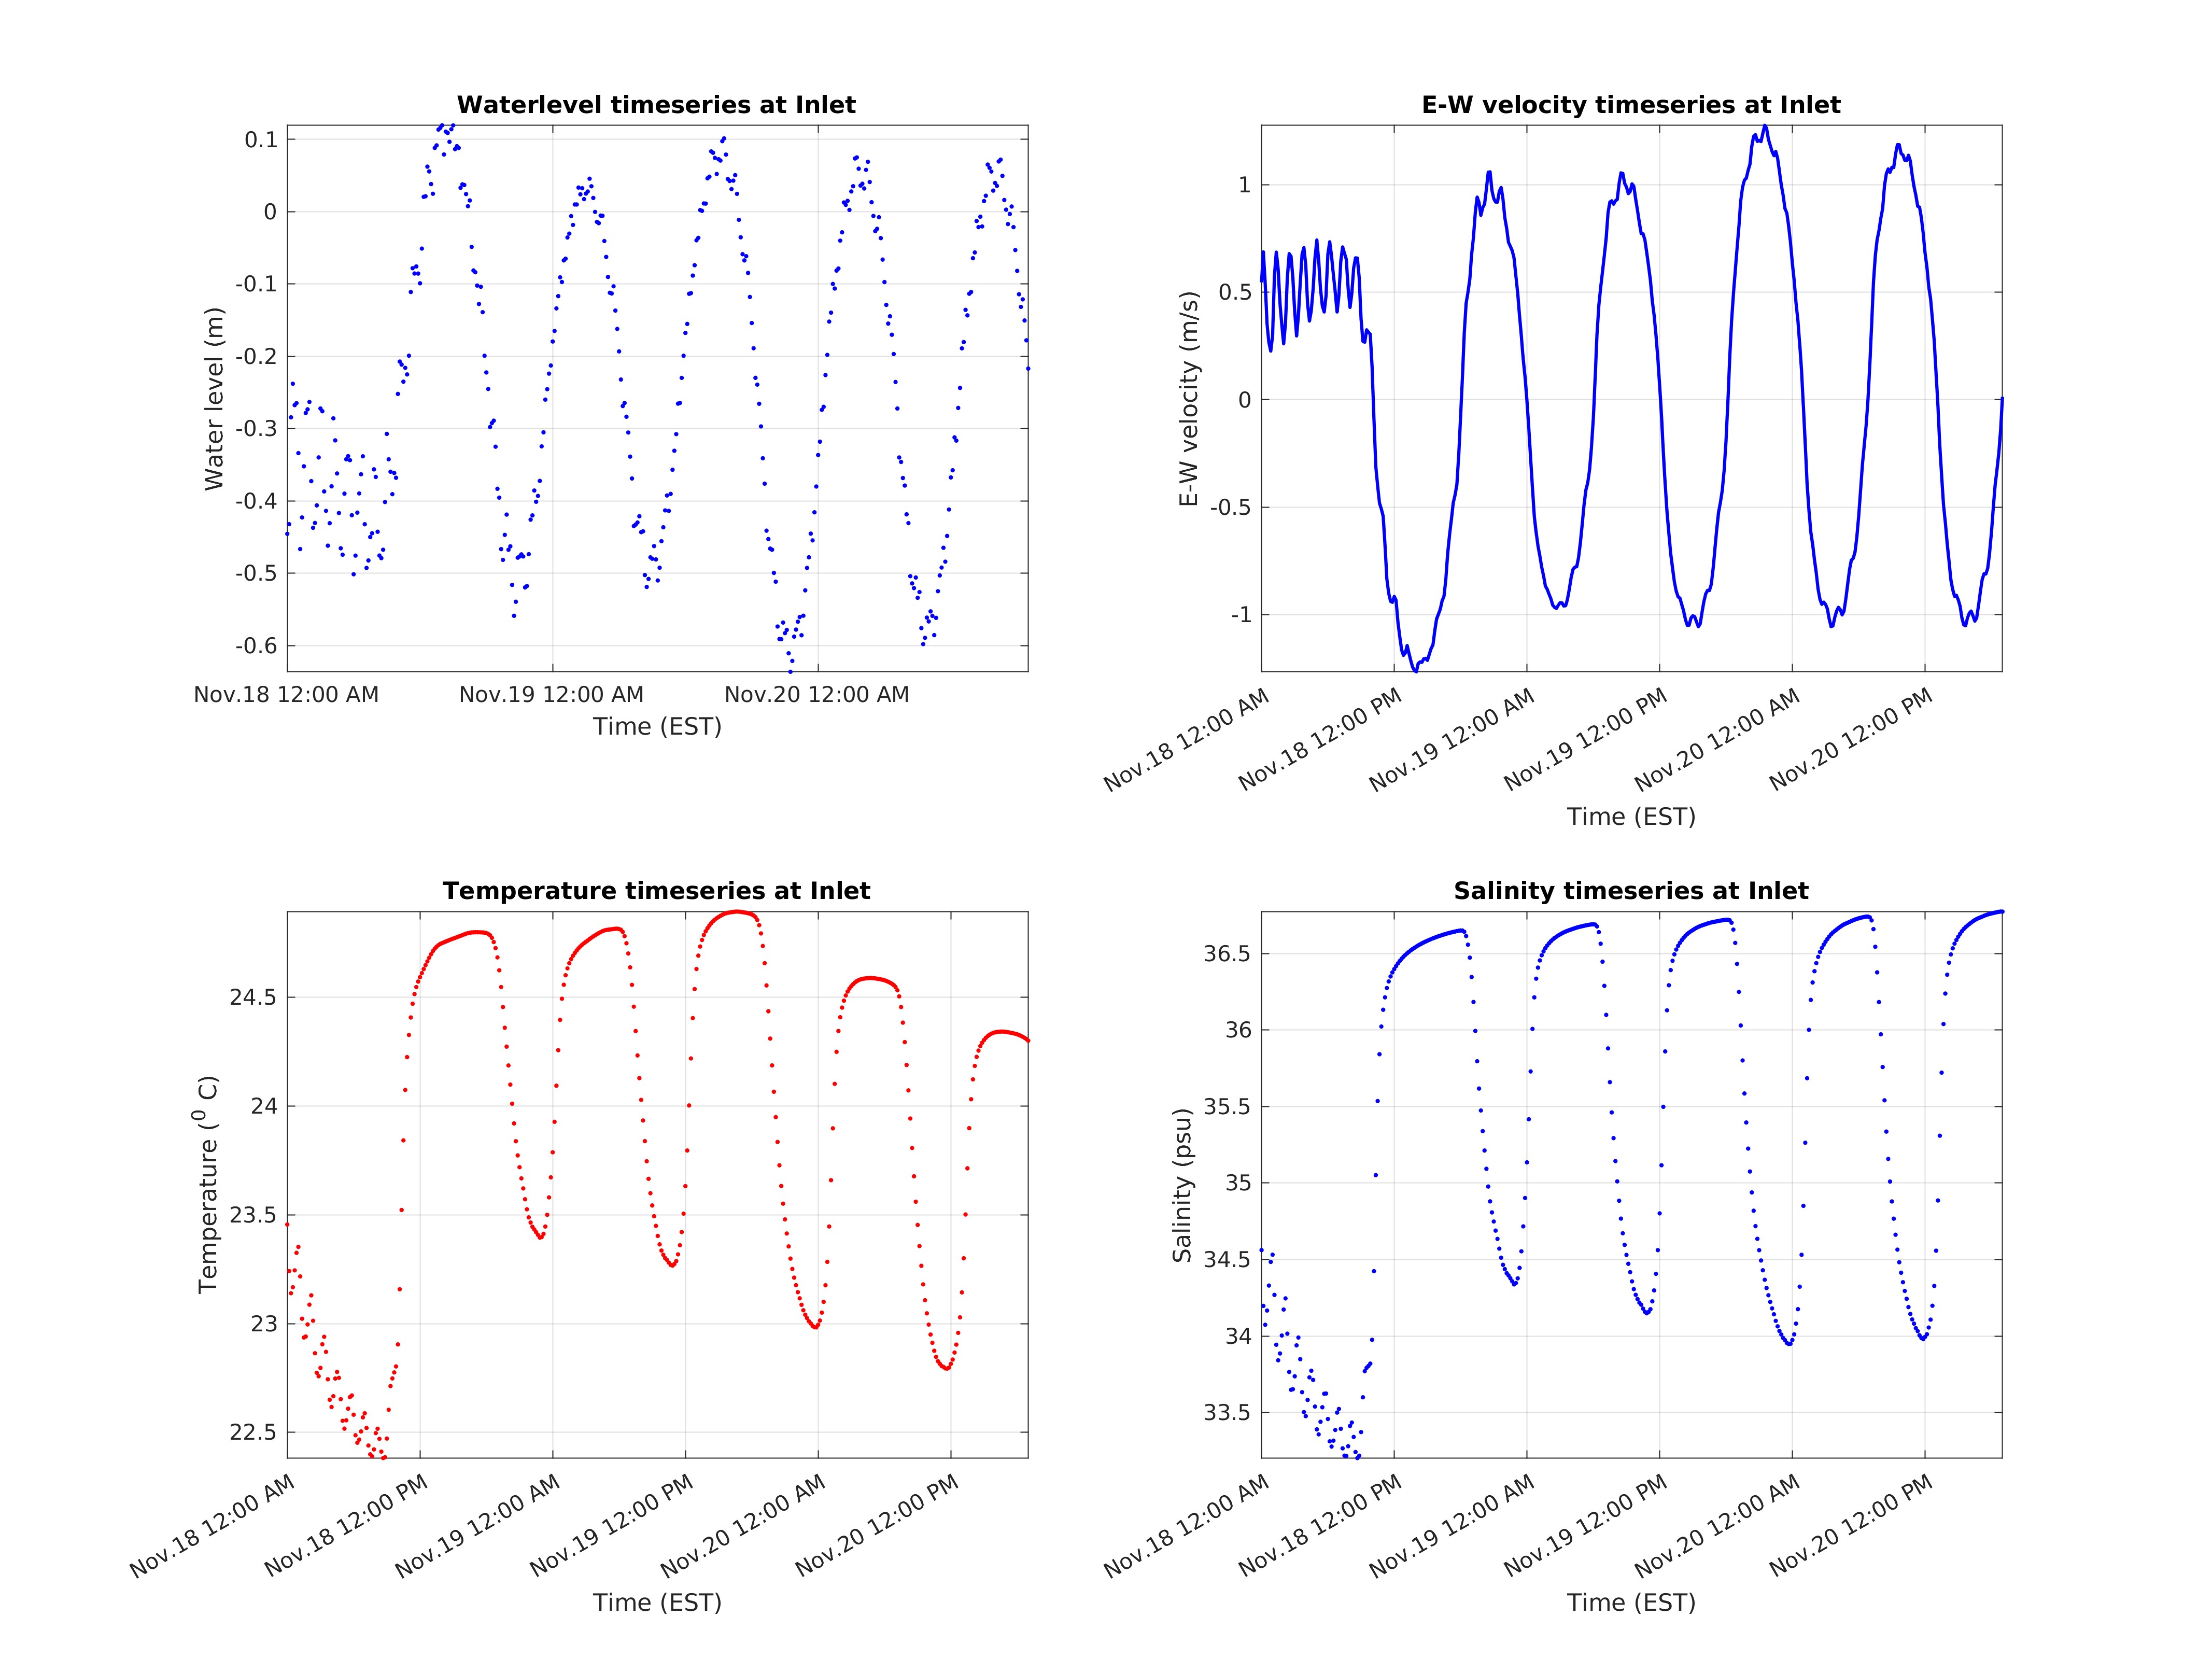 Waterlevel timeseries at Inlet
0.1
0
-0.1
-0.2
-0.3
-0.4
-0.5
-0.6
Water level (m)
Nov.18 12:00 AM
Nov.19 12:00 AM
Nov.20 12:00 AM
Time (EST)
E-W velocity timeseries at Inlet
1
0.5
0
-0.5
-1
E-W velocity (m/s)
Nov.18 12:00 AM
Nov.18 12:00 PM
Nov.19 12:00 AM
Nov.19 12:00 PM
Nov.20 12:00 AM
Nov.20 12:00 PM
Time (EST)
Temperature timeseries at Inlet
24.5
24
23.5
23
22.5
Temperature (⁰ C)
Nov.18 12:00 AM
Nov.18 12:00 PM
Nov.19 12:00 AM
Nov.19 12:00 PM
Nov.20 12:00 AM
Nov.20 12:00 PM
Time (EST)
Salinity timeseries at Inlet
36.5
36
35.5
35
34.5
34
33.5
Salinity (psu)
Nov.18 12:00 AM
Nov.18 12:00 PM
Nov.19 12:00 AM
Nov.19 12:00 PM
Nov.20 12:00 AM
Nov.20 12:00 PM
Time (EST)